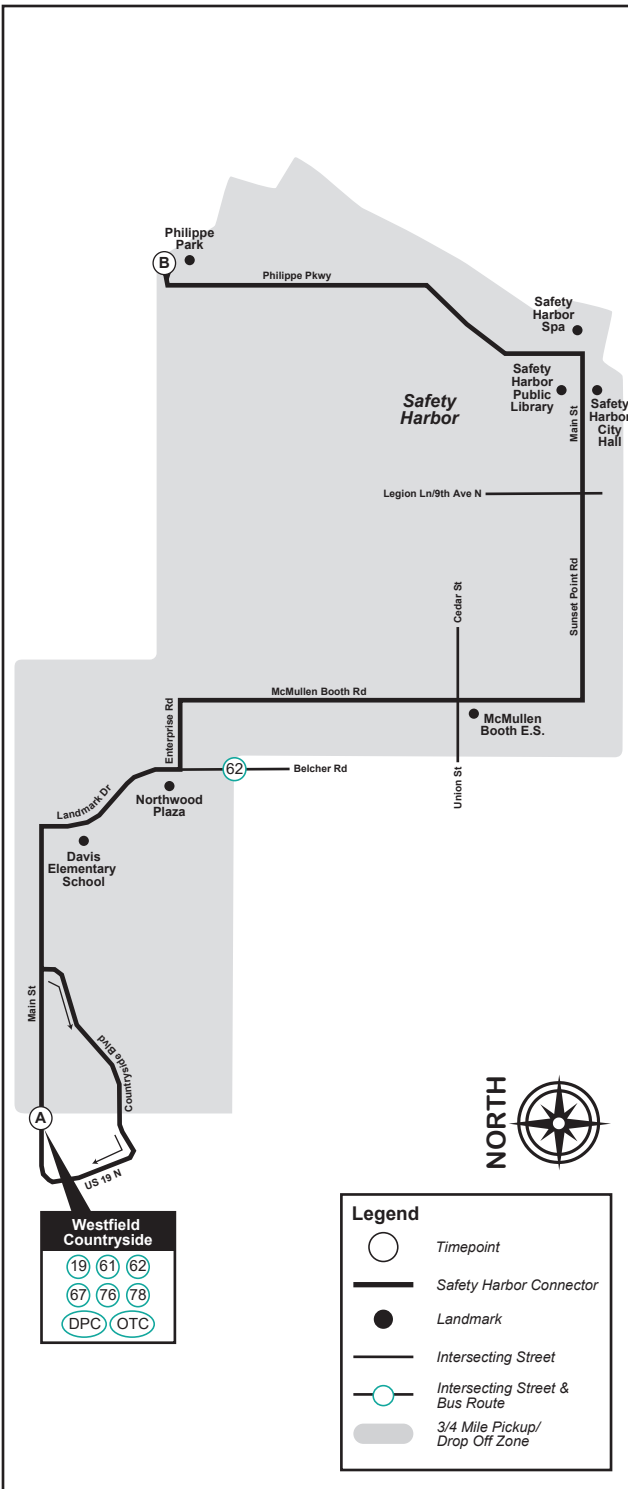 Philippe
Park
B
Philippe Pkwy
Safety
Harbor
Spa
Safety
Harbor
Public
Library
Safety
Harbor
City
Hall
Main St
Safety
Harbor
Legion Ln/9th Ave N
Sunset Point Rd
Cedar St
McMullen Booth Rd
McMullen
Booth E.S.
Union St
Enterprise Rd
62
Belcher Rd
Northwood
Plaza
Landmark Dr
Davis
Elementary
School
Main St
Countryside Blvd
A
US 19 N
Westfield
Countryside
19 61 62
67 76 78
DPC OTC
NORTH
Legend
Timepoint
Safety Harbor Connector
Landmark
Intersecting Street
Intersecting Street &
Bus Route
3/4 Mile Pickup/
Drop Off Zone